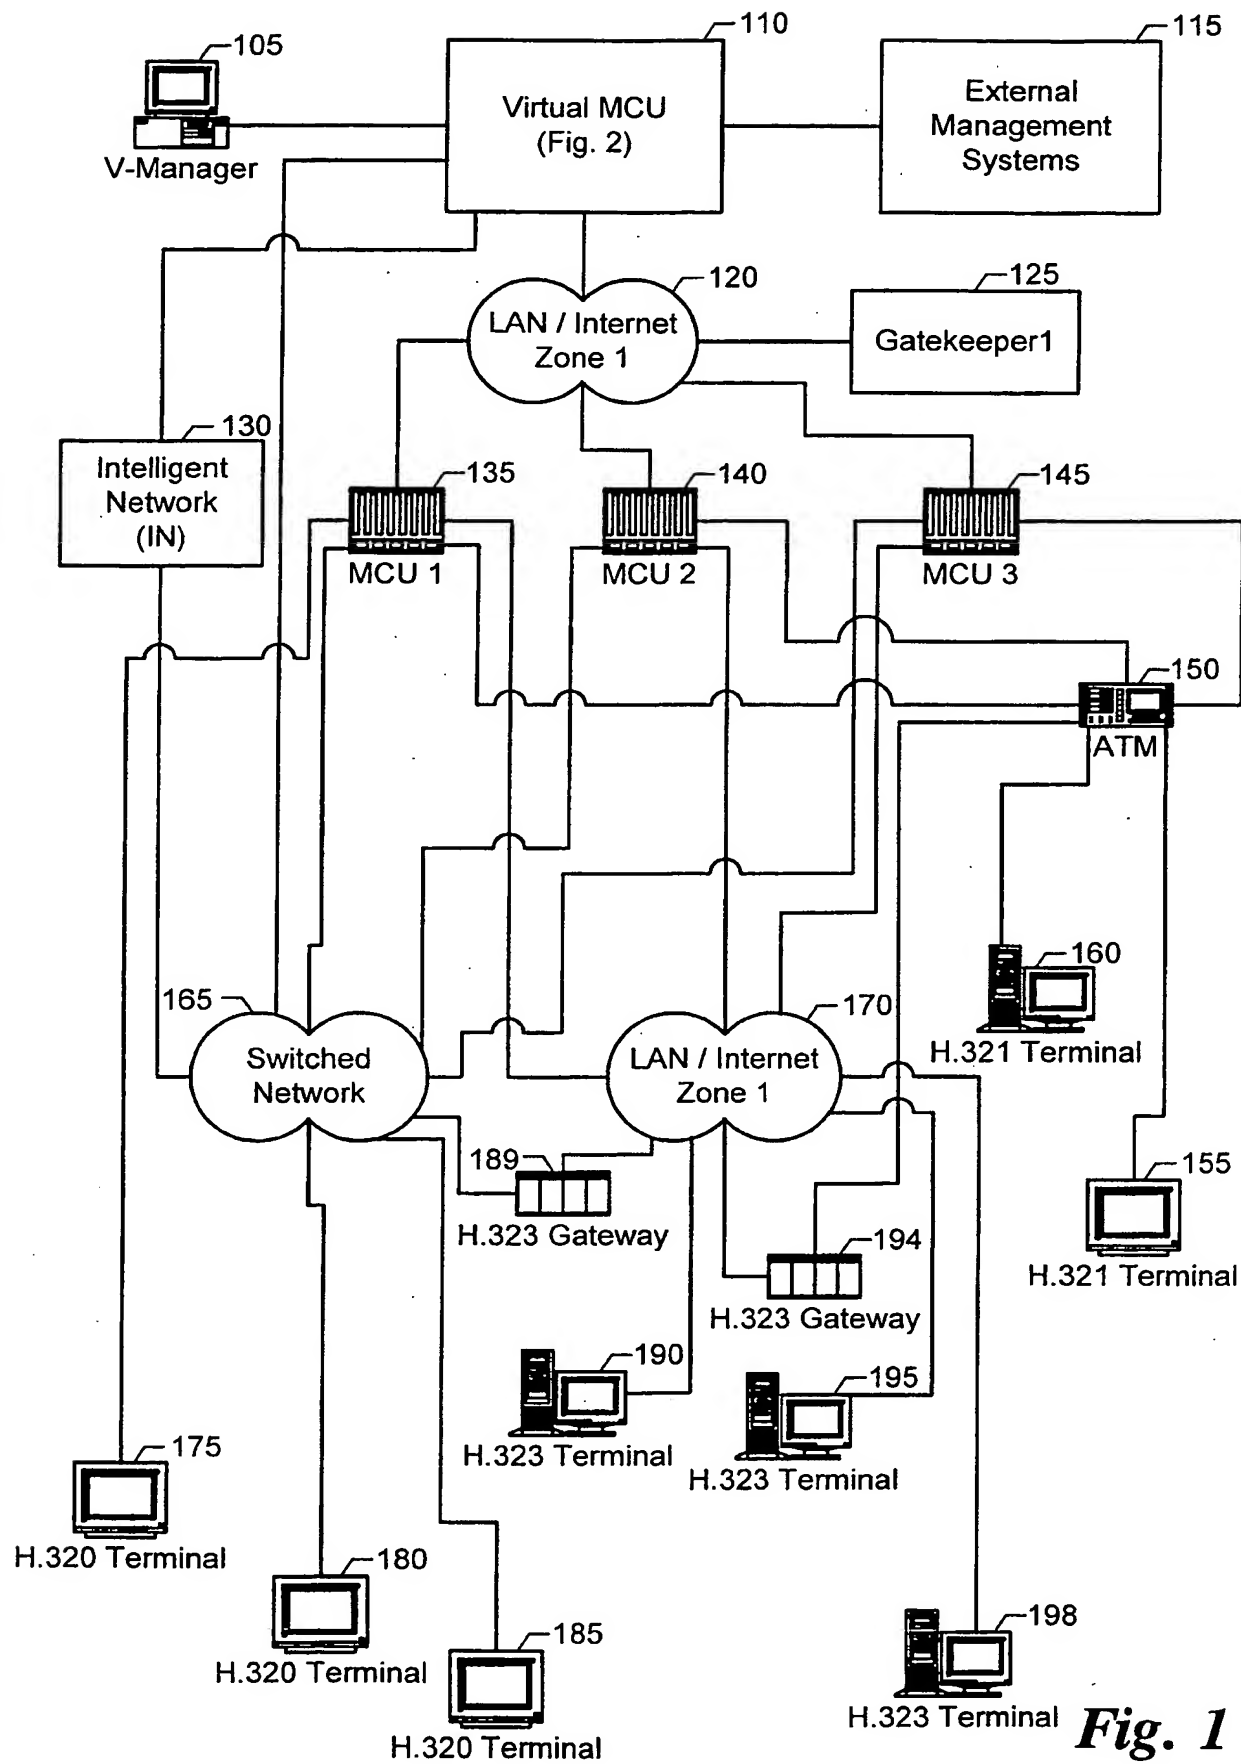 105
V-Manager
110
Virtual MCU
(Fig. 2)
115
External
Management
Systems
120
LAN / Internet
Zone 1
125
Gatekeeper1
130
Intelligent
Network
(IN)
135
MCU 1
140
MCU 2
145
MCU 3
150
ATM
160
H.321 Terminal
165
Switched
Network
170
LAN / Internet
Zone 1
155
H.321 Terminal
189
H.323 Gateway
194
H.323 Gateway
190
H.323 Terminal
195
H.323 Terminal
175
H.320 Terminal
180
H.320 Terminal
185
H.320 Terminal
198
H.323 Terminal
Fig. 1